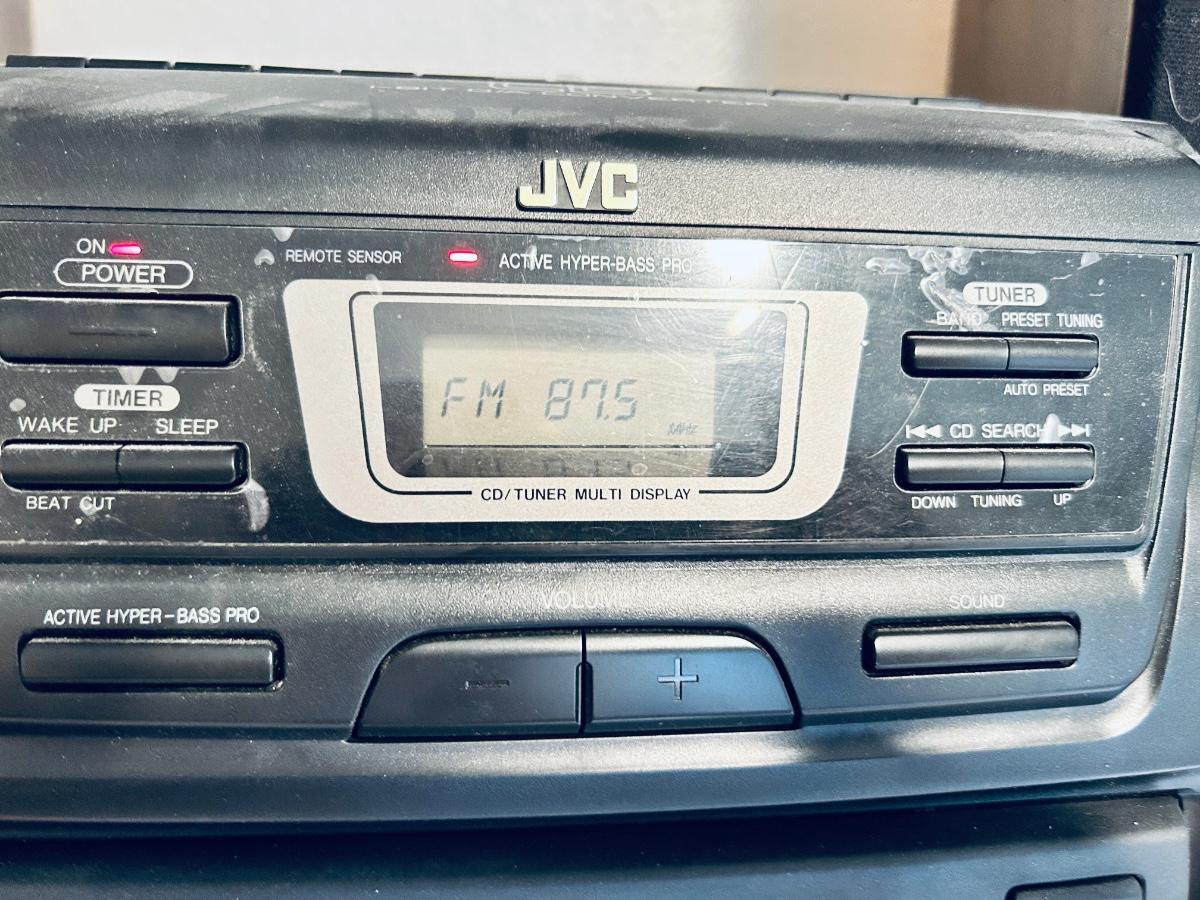 JVC
ON
POWER
REMOTE SENSOR
ACTIVE HYPER-BASS PRO
TUNER
BAND PRESET TUNING
AUTO PRESET
TIMER
WAKE UP SLEEP
BEAT CUT
FM 87.5
MHz
CD/TUNER MULTI DISPLAY
CD SEARCH
DOWN TUNING UP
ACTIVE HYPER-BASS PRO
VOLUME
SOUND